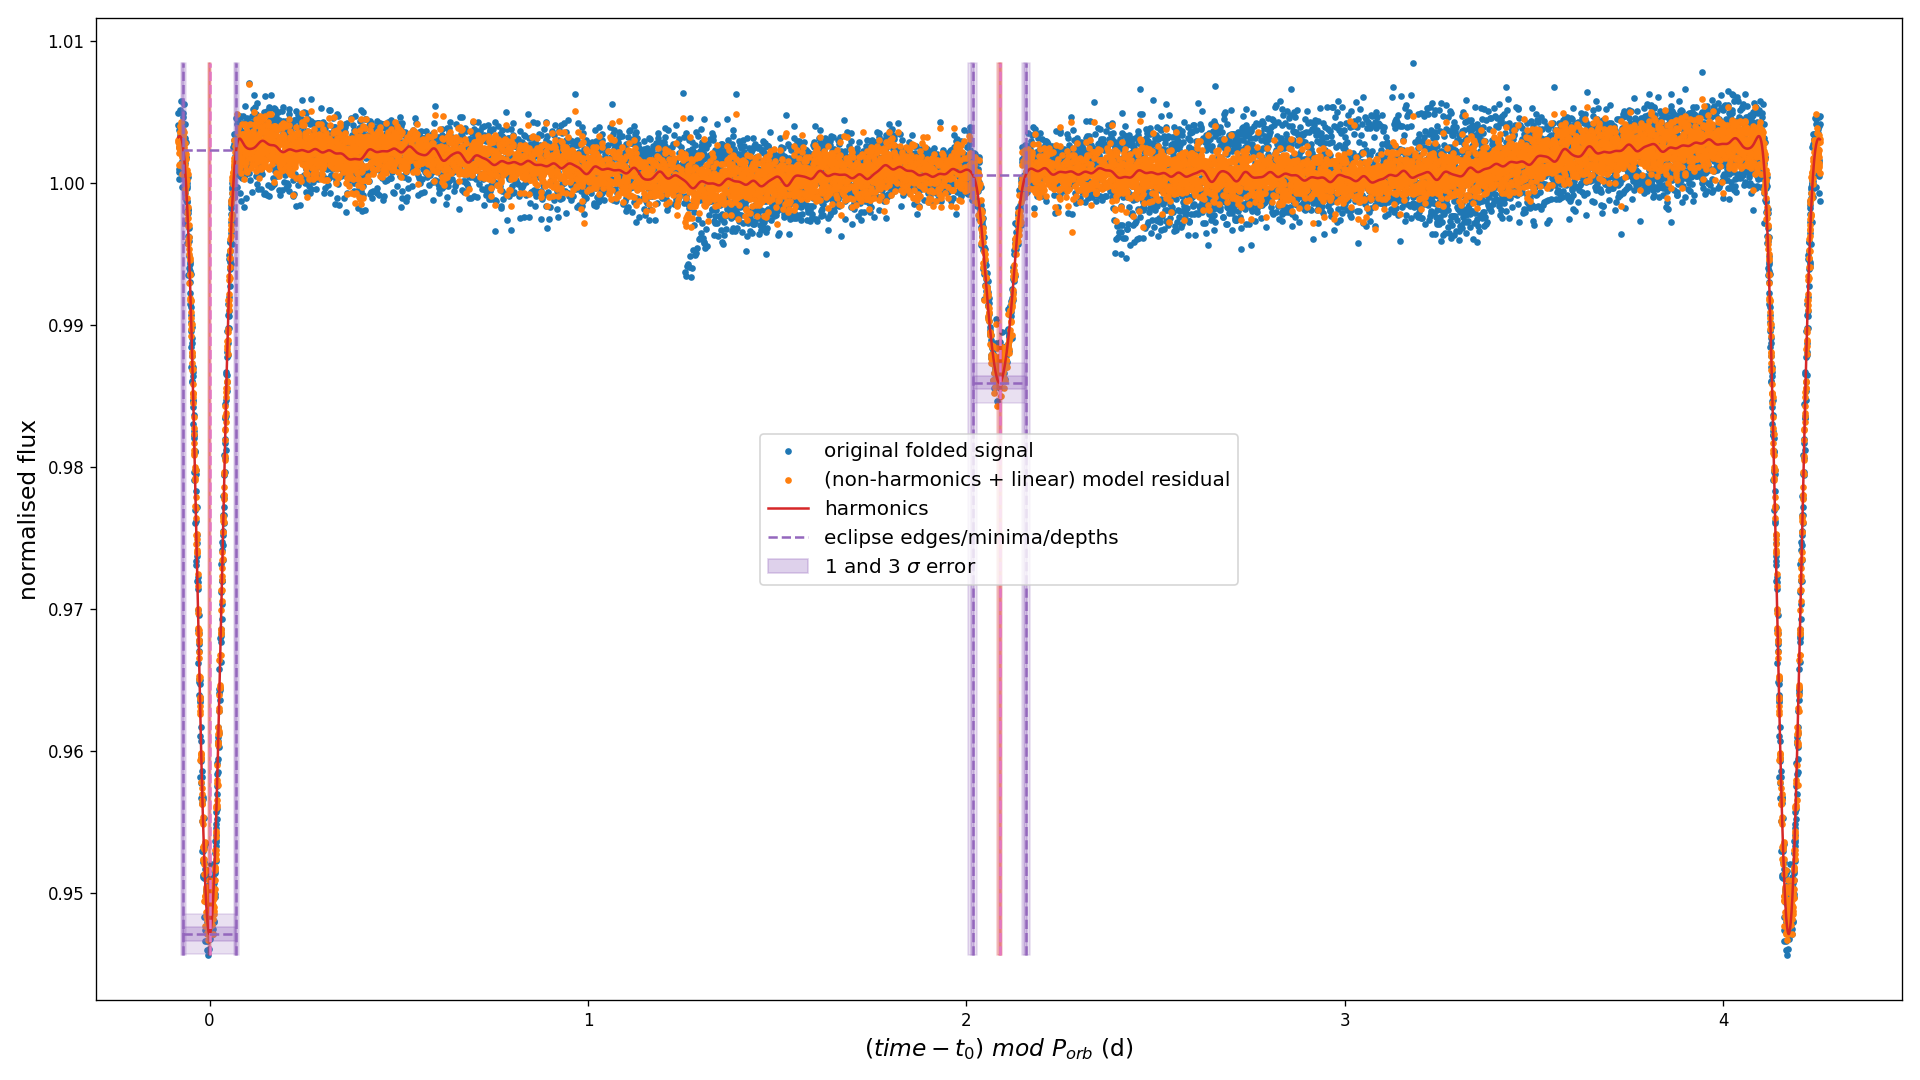 1.01
1.00
0.99
0.98
0.97
0.96
0.95
normalised flux
original folded signal
(non-harmonics + linear) model residual
harmonics
eclipse edges/minima/depths
1 and 3 σ error
0 1 2 3 4
(time − t₀) mod Pₒᵣb (d)